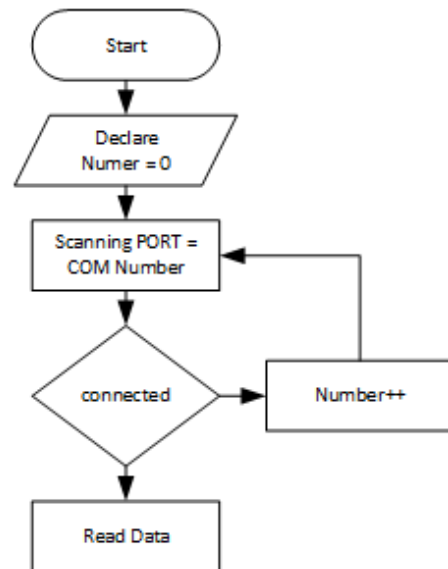 Start
Declare
Numer = 0
Scanning PORT =
COM Number
connected
Number++
Read Data